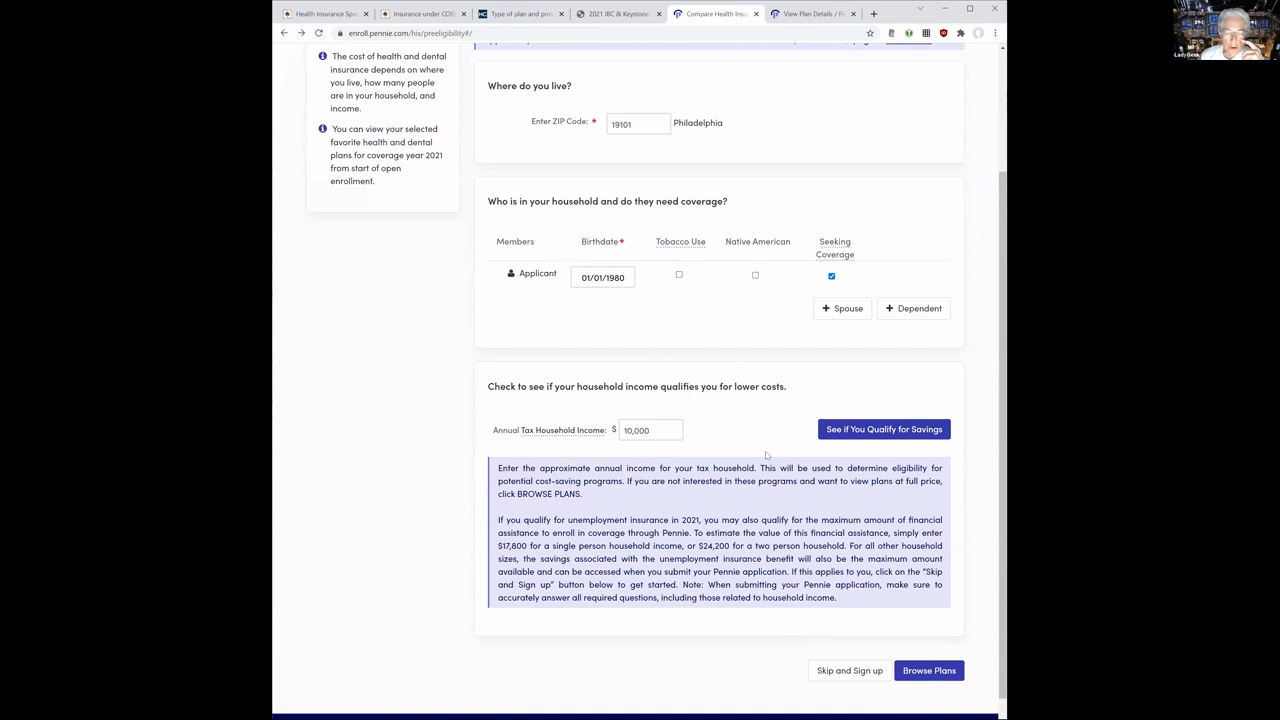 Health insurance Spe
Insurance under COB
Type of plan and prov
2021 IBC & Keystone
Compare Health Insu
View Plan Details / P
enroll.pennie.com/hix/preeligibility#/
LadyGeek
The cost of health and dental
insurance depends on where
you live, how many people
are in your household, and
income.
You can view your selected
favorite health and dental
plans for coverage year 2021
from start of open
enrollment.
Where do you live?
Enter ZIP Code: * 19101 Philadelphia
Who is in your household and do they need coverage?
Members Birthdate* Tobacco Use Native American Seeking
Coverage
Applicant 01/01/1980
+ Spouse + Dependent
Check to see if your household income qualifies you for lower costs.
Annual Tax Household Income: $ 10,000 See if You Qualify for Savings
Enter the approximate annual income for your tax household. This will be used to determine eligibility for
potential cost-saving programs. If you are not interested in these programs and want to view plans at full price,
click BROWSE PLANS.
If you qualify for unemployment insurance in 2021, you may also qualify for the maximum amount of financial
assistance to enroll in coverage through Pennie. To estimate the value of this financial assistance, simply enter
$17,800 for a single person household income, or $24,200 for a two person household. For all other household
sizes, the savings associated with the unemployment insurance benefit will also be the maximum amount
available and can be accessed when you submit your Pennie application. If this applies to you, click on the "Skip
and Sign up" button below to get started. Note: When submitting your Pennie application, make sure to
accurately answer all required questions, including those related to household income.
Skip and Sign up Browse Plans